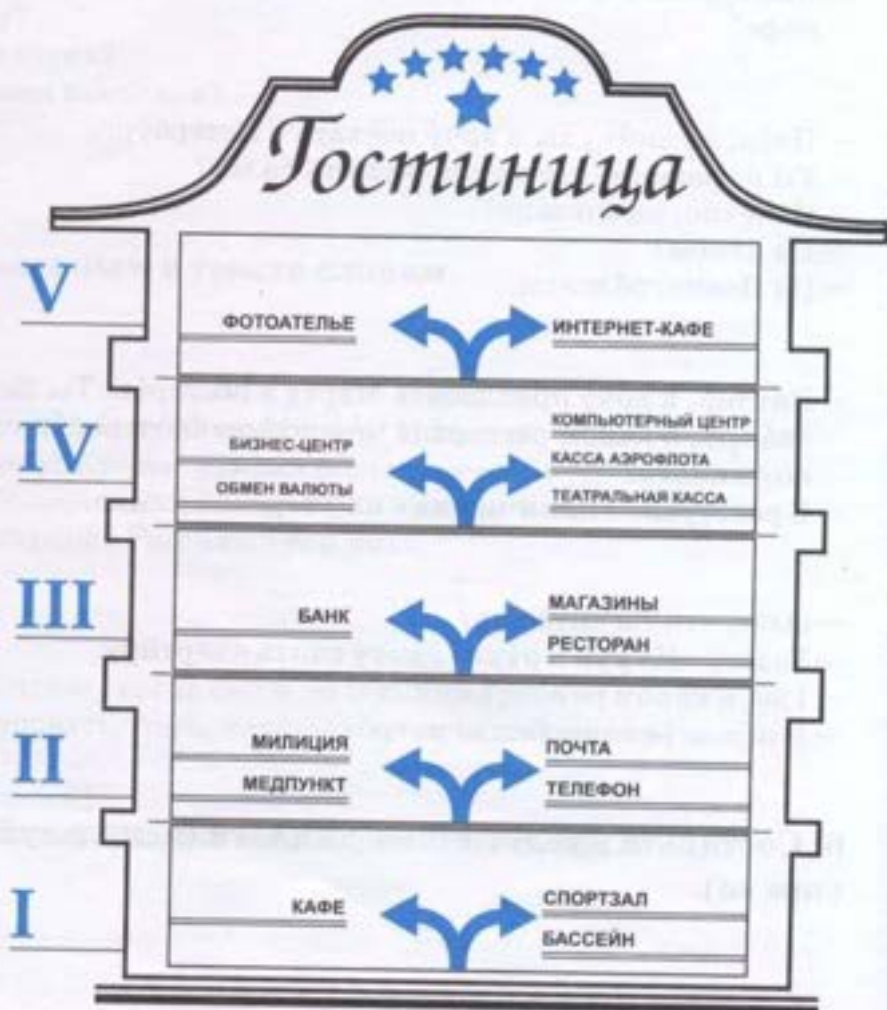 Гостиница
V
ФОТОАТЕЛЬЕ
ИНТЕРНЕТ-КАФЕ
IV
БИЗНЕС-ЦЕНТР
ОБМЕН ВАЛЮТЫ
КОМПЬЮТЕРНЫЙ ЦЕНТР
КАССА АЭРОФЛОТА
ТЕАТРАЛЬНАЯ КАССА
III
БАНК
МАГАЗИНЫ
РЕСТОРАН
II
МИЛИЦИЯ
МЕДПУНКТ
ПОЧТА
ТЕЛЕФОН
I
КАФЕ
СПОРТЗАЛ
БАССЕЙН